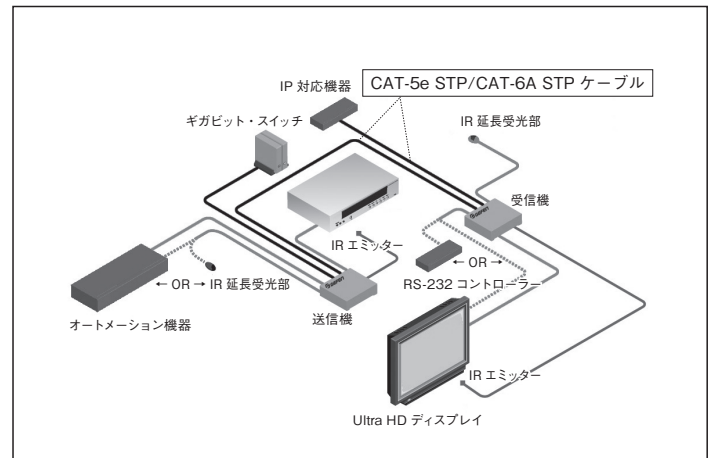 CAT-5e STP/CAT-6A STP ケーブル
IP 対応機器
ギガビット・スイッチ
IR 延長受光部
受信機
IR エミッター
← OR →
RS-232 コントローラー
← OR → IR 延長受光部
オートメーション機器
送信機
IR エミッター
Ultra HD ディスプレイ